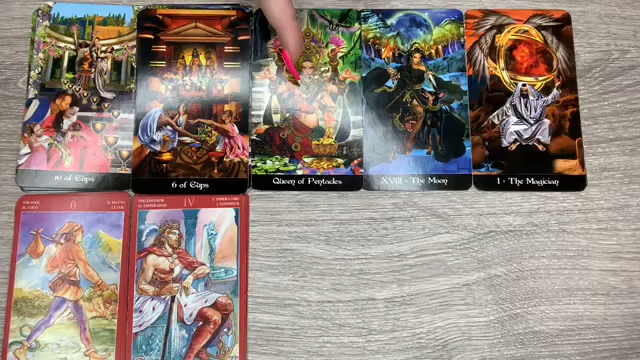 10 of Cups
6 of Cups
Queen of Pentacles
XVIII - The Moon
I - The Magician
THE FOOL
EL LOCO
0
IL MATTO
LE FOU
THE EMPEROR
EL EMPERADOR
IV
L'IMPERATORE
L'EMPEREUR